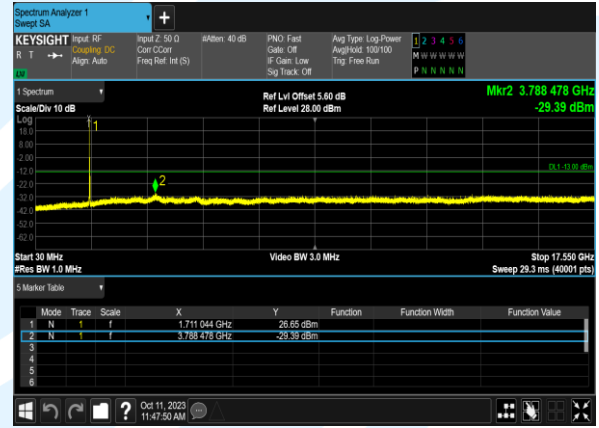 Spectrum Analyzer 1
Swept SA
KEYSIGHT Input: RF Input Z: 50 Ω #Atten: 40 dB PNO: Fast Avg Type: Log-Power 1 2 3 4 5 6
R T Coupling: DC Corr CCorr Gate: Off Avg|Hold: 100/100 M W W W W W
Align: Auto Freq Ref: Int (S) IF Gain: Low Trig: Free Run P N N N N N
Sig Track: Off
1 Spectrum Ref Lvl Offset 5.60 dB Mkr2 3.788 478 GHz
Scale/Div 10 dB Ref Level 28.00 dBm -29.39 dBm
Log
18.0
1
8.00
-2.00
-12.0
DL1 -13.00 dBm
-22.0
2
-32.0
-42.0
-52.0
-62.0
Start 30 MHz Video BW 3.0 MHz Stop 17.550 GHz
#Res BW 1.0 MHz Sweep 29.3 ms (40001 pts)
5 Marker Table
Mode Trace Scale X Y Function Function Width Function Value
1 N 1 f 1.711 044 GHz 26.65 dBm
2 N 1 f 3.788 478 GHz -29.39 dBm
3
4
5
6
? Oct 11, 2023
11:47:50 AM